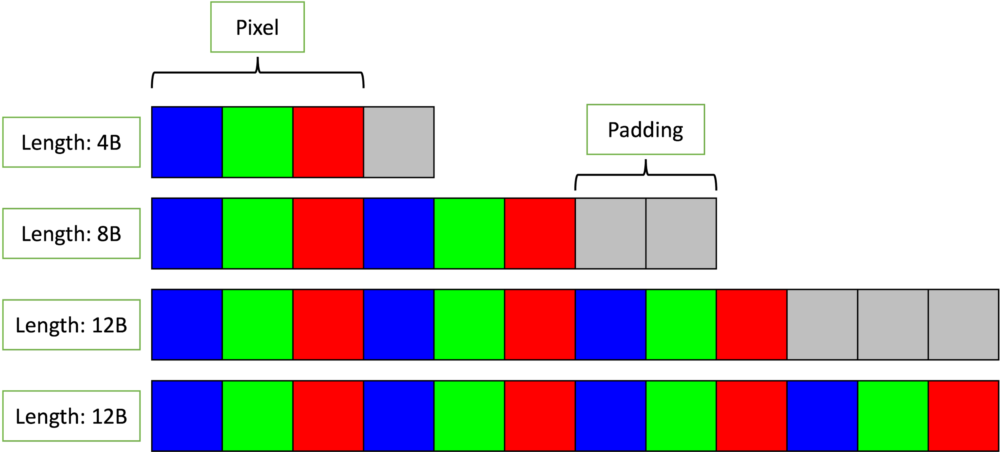 Pixel
Length: 4B
Padding
Length: 8B
Length: 12B
Length: 12B